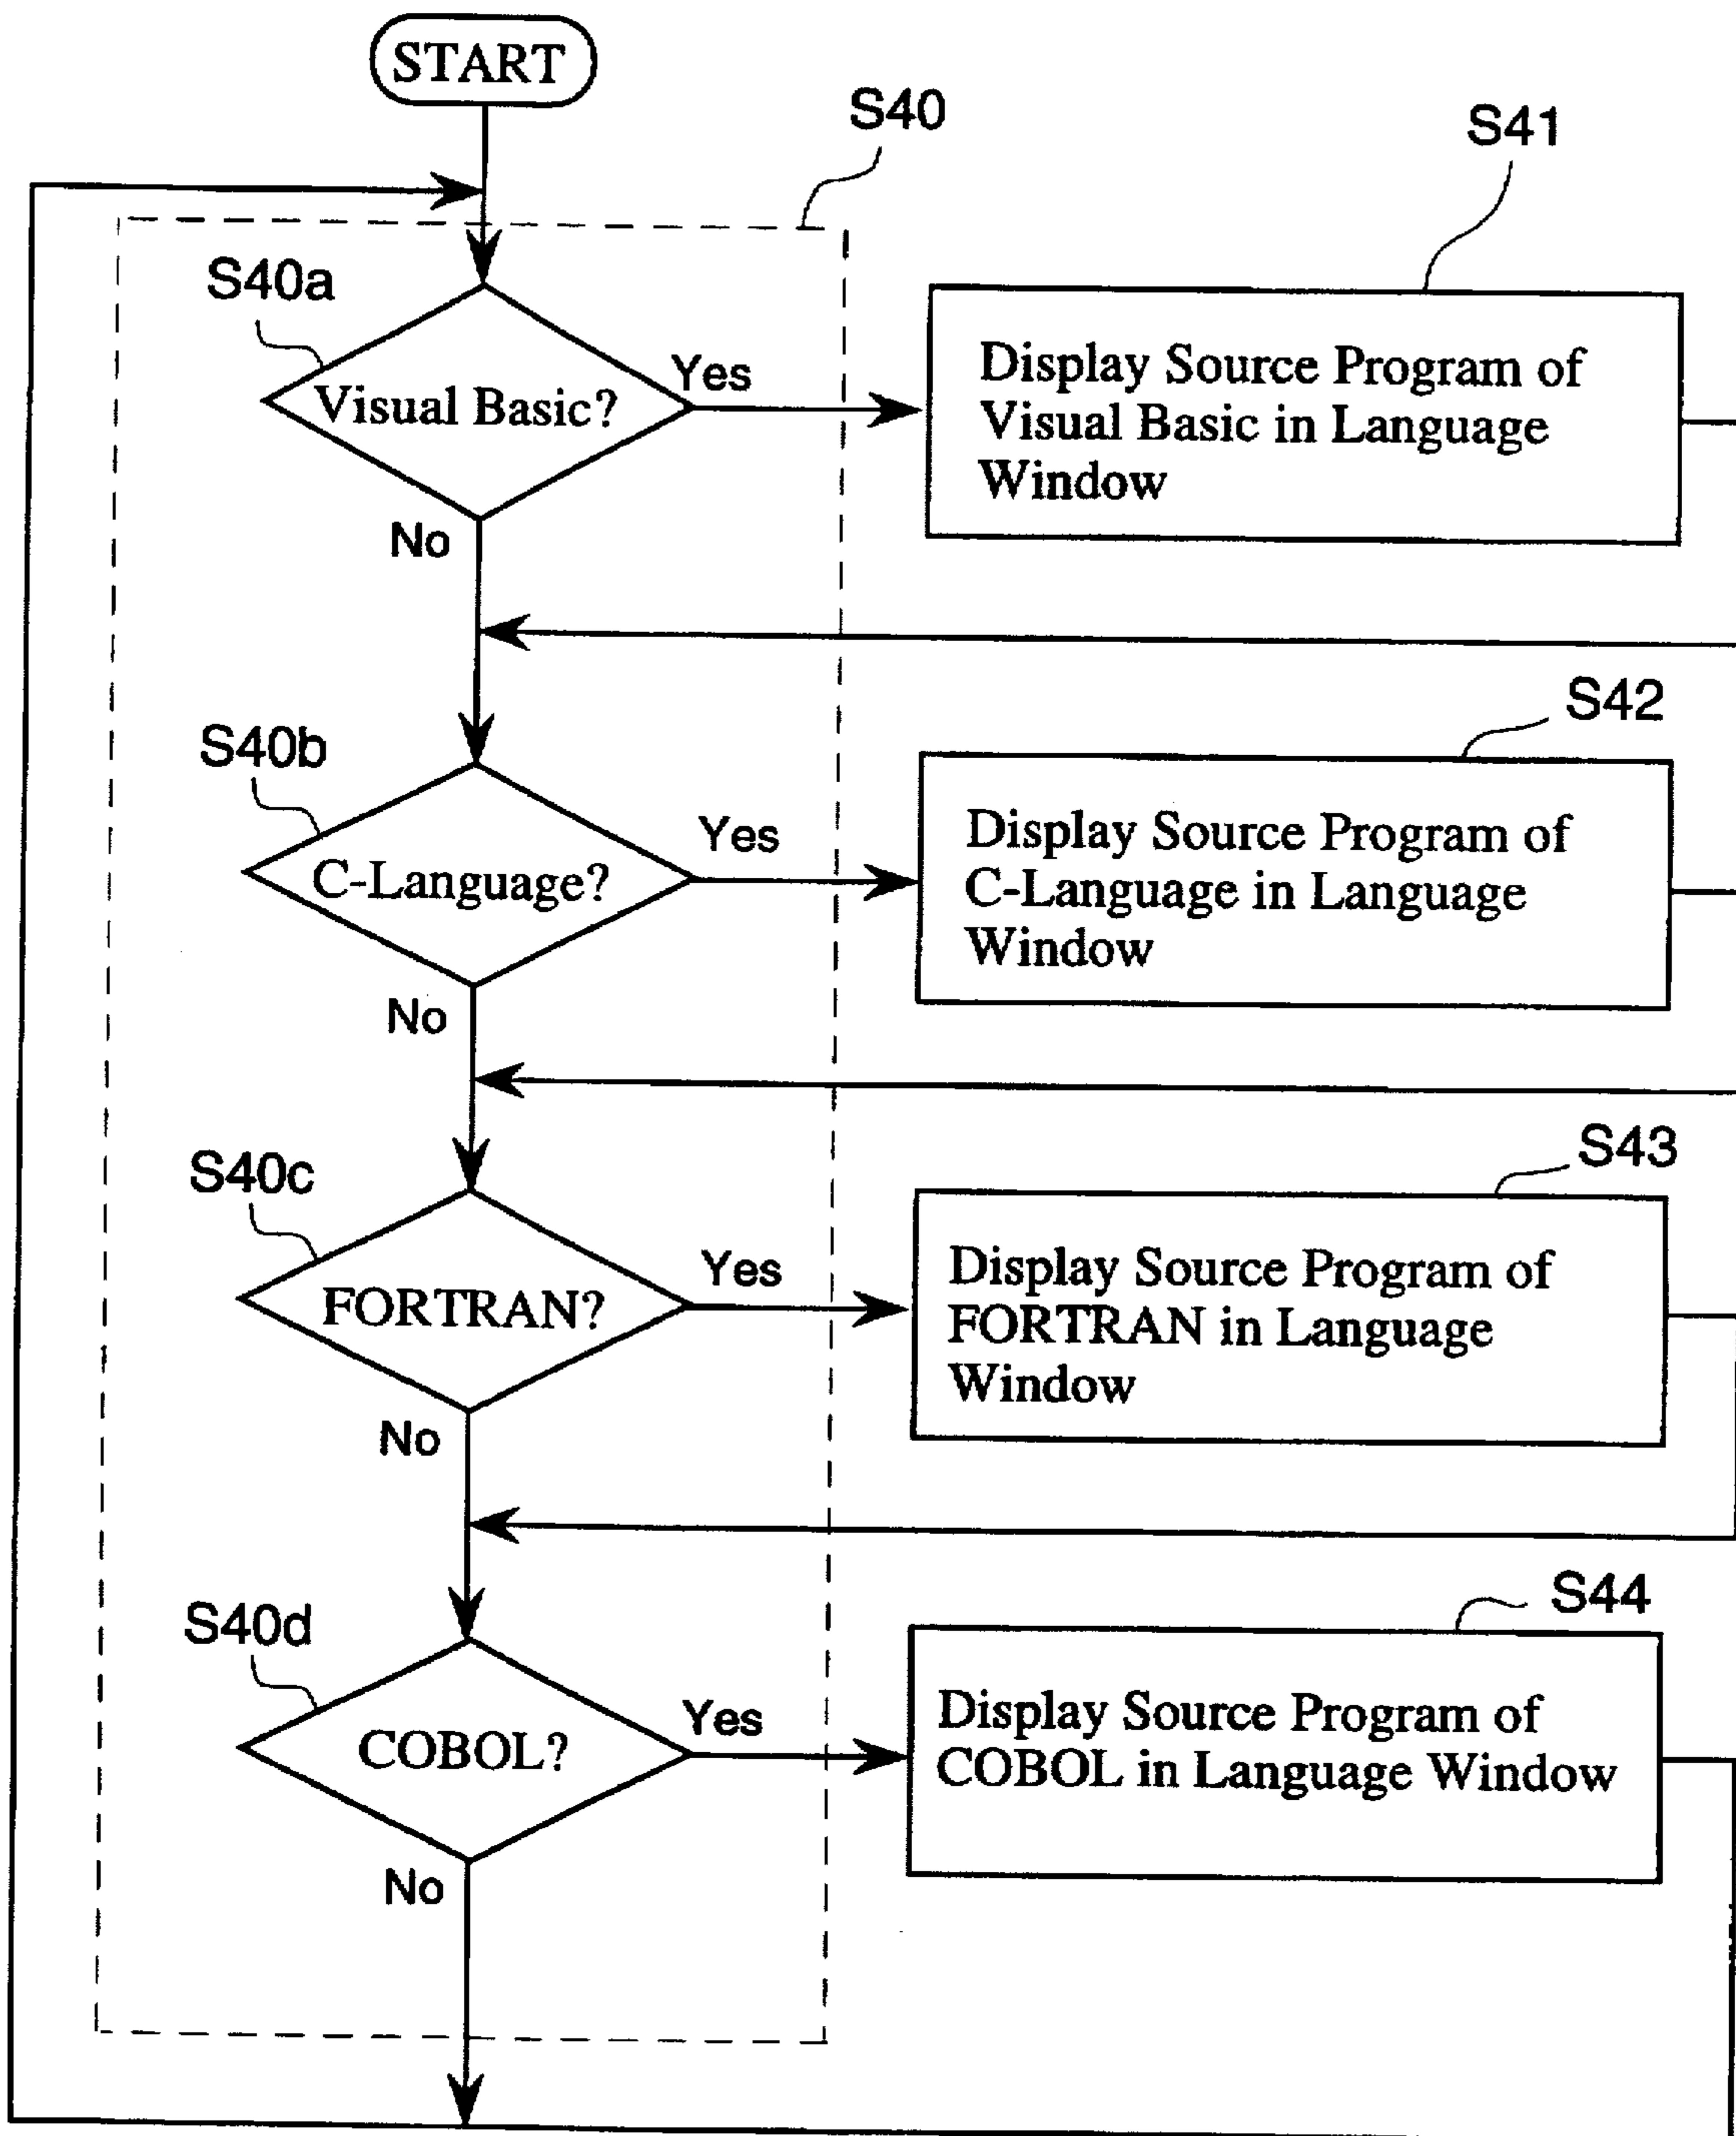 START
S40
S41
S40a
Visual Basic?
Yes
No
Display Source Program of
Visual Basic in Language
Window
S40b
C-Language?
Yes
No
S42
Display Source Program of
C-Language in Language
Window
S40c
FORTRAN?
Yes
No
S43
Display Source Program of
FORTRAN in Language
Window
S40d
COBOL?
Yes
No
S44
Display Source Program of
COBOL in Language Window